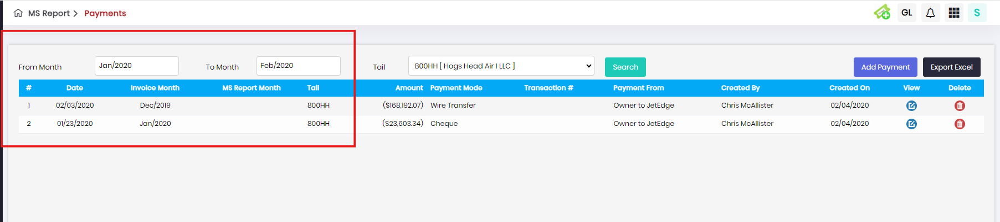 MS Report > Payments GL S
From Month Jan/2020 To Month Feb/2020 Tail 800HH [ Hogs Head Air I LLC ] Search Add Payment Export Excel
# Date Invoice Month MS Report Month Tail Amount Payment Mode Transaction # Payment From Created By Created On View Delete
1 02/03/2020 Dec/2019 800HH ($168,192.07) Wire Transfer Owner to JetEdge Chris McAllister 02/04/2020
2 01/23/2020 Jan/2020 800HH ($23,603.34) Cheque Owner to JetEdge Chris McAllister 02/04/2020